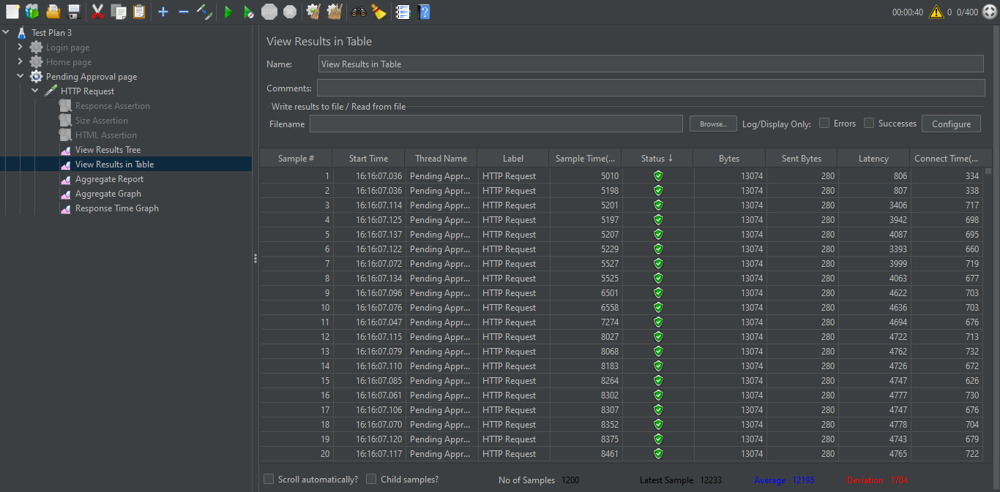 00:00:40 0 0/400
Test Plan 3
Login page
Home page
Pending Approval page
HTTP Request
Response Assertion
Size Assertion
HTML Assertion
View Results Tree
View Results in Table
Aggregate Report
Aggregate Graph
Response Time Graph
View Results in Table
Name: View Results in Table
Comments:
Write results to file / Read from file
Filename Browse... Log/Display Only: Errors Successes Configure
Sample # Start Time Thread Name Label Sample Time(... Status ↓ Bytes Sent Bytes Latency Connect Time(...
1 16:16:07.036 Pending Appr... HTTP Request 5010 13074 280 806 334
2 16:16:07.036 Pending Appr... HTTP Request 5198 13074 280 807 338
3 16:16:07.114 Pending Appr... HTTP Request 5201 13074 280 3406 717
4 16:16:07.125 Pending Appr... HTTP Request 5197 13074 280 3942 698
5 16:16:07.137 Pending Appr... HTTP Request 5207 13074 280 4087 695
6 16:16:07.122 Pending Appr... HTTP Request 5229 13074 280 3393 660
7 16:16:07.072 Pending Appr... HTTP Request 5527 13074 280 3999 719
8 16:16:07.134 Pending Appr... HTTP Request 5525 13074 280 4063 677
9 16:16:07.096 Pending Appr... HTTP Request 6501 13074 280 4622 703
10 16:16:07.076 Pending Appr... HTTP Request 6558 13074 280 4636 703
11 16:16:07.047 Pending Appr... HTTP Request 7274 13074 280 4694 676
12 16:16:07.115 Pending Appr... HTTP Request 8027 13074 280 4722 713
13 16:16:07.079 Pending Appr... HTTP Request 8068 13074 280 4762 732
14 16:16:07.110 Pending Appr... HTTP Request 8183 13074 280 4726 672
15 16:16:07.085 Pending Appr... HTTP Request 8264 13074 280 4747 626
16 16:16:07.061 Pending Appr... HTTP Request 8302 13074 280 4777 730
17 16:16:07.106 Pending Appr... HTTP Request 8307 13074 280 4747 676
18 16:16:07.070 Pending Appr... HTTP Request 8352 13074 280 4778 704
19 16:16:07.120 Pending Appr... HTTP Request 8375 13074 280 4743 679
20 16:16:07.117 Pending Appr... HTTP Request 8461 13074 280 4765 722
Scroll automatically? Child samples? No of Samples 1200 Latest Sample 12233 Average 12195 Deviation 1704